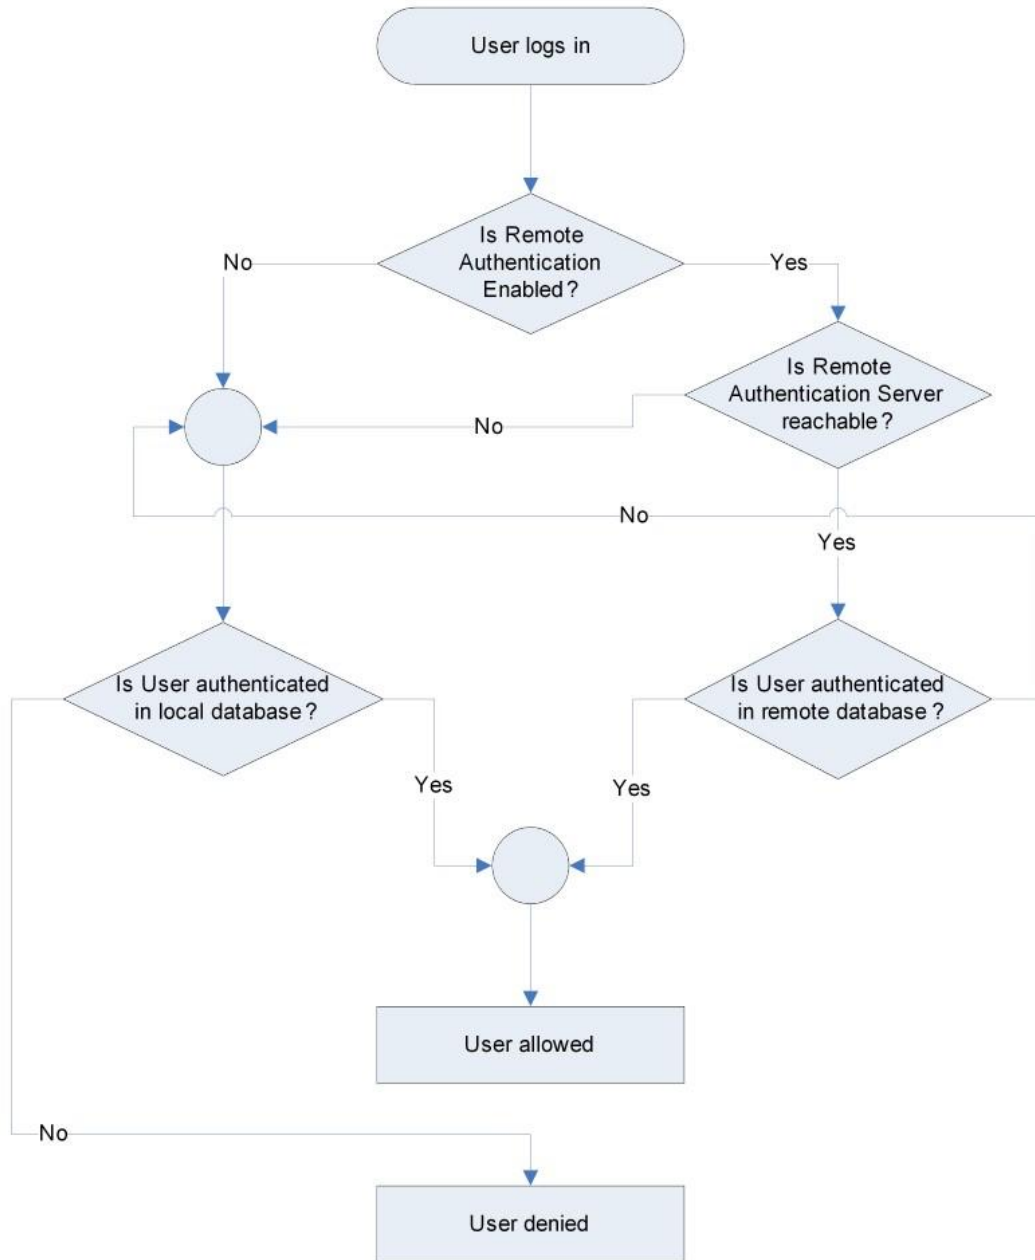 User logs in
Is Remote
Authentication
Enabled?
No
Yes
Is Remote
Authentication Server
reachable?
No
No
Yes
Is User authenticated
in local database?
Is User authenticated
in remote database?
Yes
Yes
User allowed
No
User denied